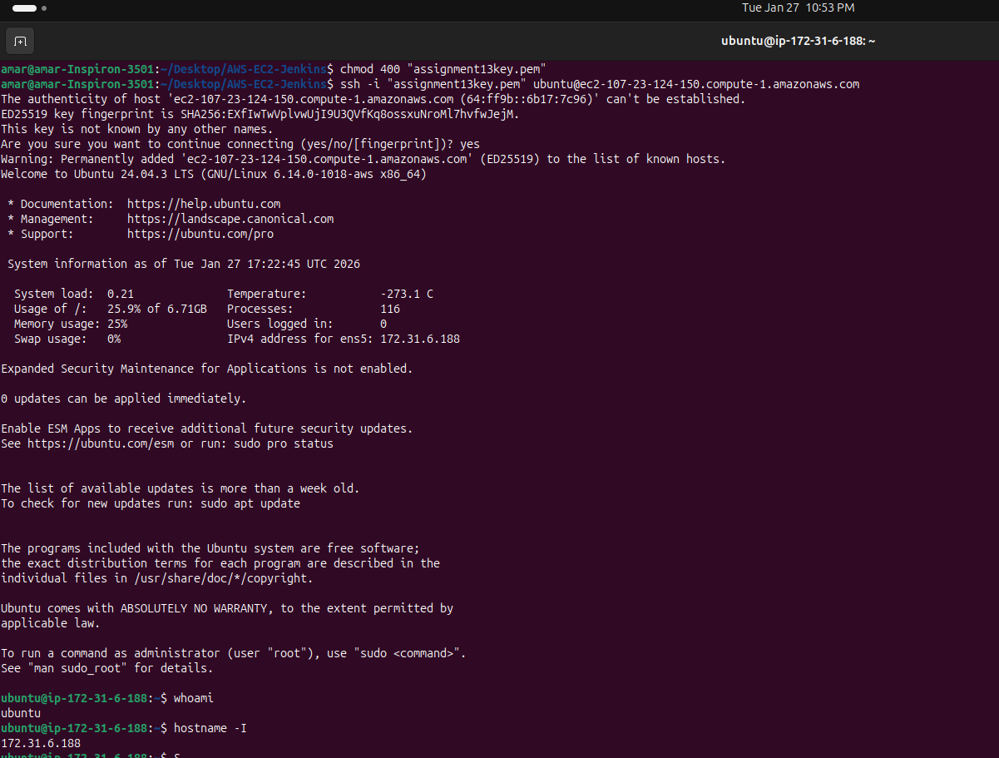 Tue Jan 27 10:53 PM
ubuntu@ip-172-31-6-188: ~
amar@amar-Inspiron-3501:~/Desktop/AWS-EC2-Jenkins$ chmod 400 "assignment13key.pem"
amar@amar-Inspiron-3501:~/Desktop/AWS-EC2-Jenkins$ ssh -i "assignment13key.pem" ubuntu@ec2-107-23-124-150.compute-1.amazonaws.com
The authenticity of host 'ec2-107-23-124-150.compute-1.amazonaws.com (64:ff9b::6b17:7c96)' can't be established.
ED25519 key fingerprint is SHA256:EXfIwTwVplvwUjI9U3QVfKq8ossxuNroMl7hvfwJejM.
This key is not known by any other names.
Are you sure you want to continue connecting (yes/no/[fingerprint])? yes
Warning: Permanently added 'ec2-107-23-124-150.compute-1.amazonaws.com' (ED25519) to the list of known hosts.
Welcome to Ubuntu 24.04.3 LTS (GNU/Linux 6.14.0-1018-aws x86_64)
* Documentation:  https://help.ubuntu.com
* Management:     https://landscape.canonical.com
* Support:        https://ubuntu.com/pro
System information as of Tue Jan 27 17:22:45 UTC 2026
System load:  0.21              Temperature:           -273.1 C
Usage of /:   25.9% of 6.71GB   Processes:             116
Memory usage: 25%               Users logged in:       0
Swap usage:   0%                IPv4 address for ens5: 172.31.6.188
Expanded Security Maintenance for Applications is not enabled.
0 updates can be applied immediately.
Enable ESM Apps to receive additional future security updates.
See https://ubuntu.com/esm or run: sudo pro status
The list of available updates is more than a week old.
To check for new updates run: sudo apt update
The programs included with the Ubuntu system are free software;
the exact distribution terms for each program are described in the
individual files in /usr/share/doc/*/copyright.
Ubuntu comes with ABSOLUTELY NO WARRANTY, to the extent permitted by
applicable law.
To run a command as administrator (user "root"), use "sudo <command>".
See "man sudo_root" for details.
ubuntu@ip-172-31-6-188:~$ whoami
ubuntu
ubuntu@ip-172-31-6-188:~$ hostname -I
172.31.6.188
ubuntu@ip-172-31-6-188:~$